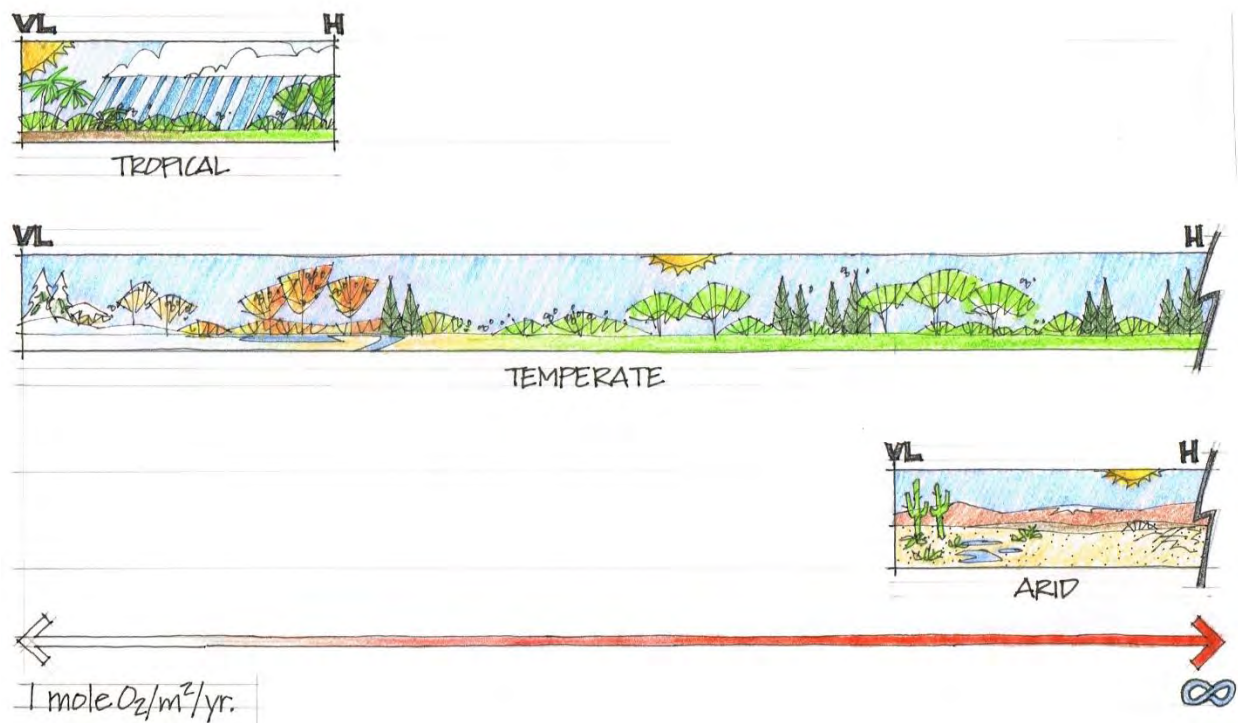 VL H
TROPICAL
VL H
TEMPERATE
VL H
ARID
1 mole O₂/m²/yr.
∞